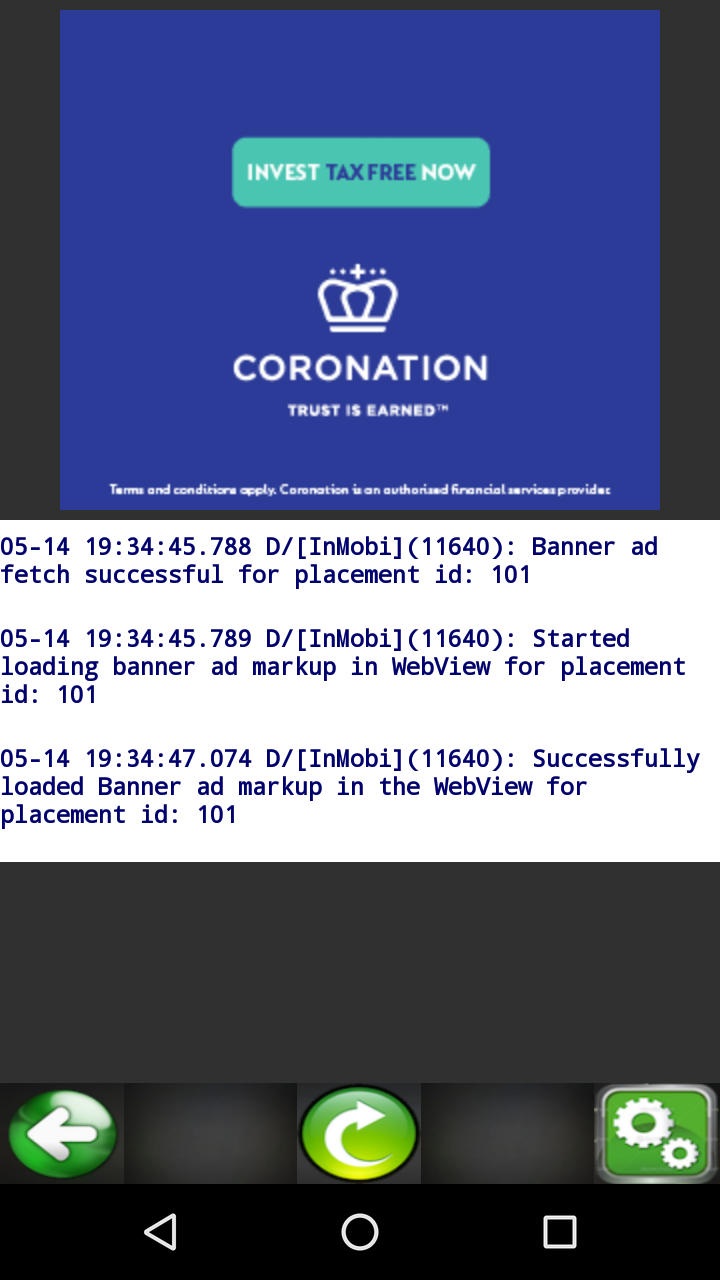 INVEST TAX FREE NOW
CORONATION
TRUST IS EARNED™
Terms and conditions apply. Coronation is an authorised financial services provider.
05-14 19:34:45.788 D/[InMobi](11640): Banner ad
fetch successful for placement id: 101
05-14 19:34:45.789 D/[InMobi](11640): Started
loading banner ad markup in WebView for placement
id: 101
05-14 19:34:47.074 D/[InMobi](11640): Successfully
loaded Banner ad markup in the WebView for
placement id: 101